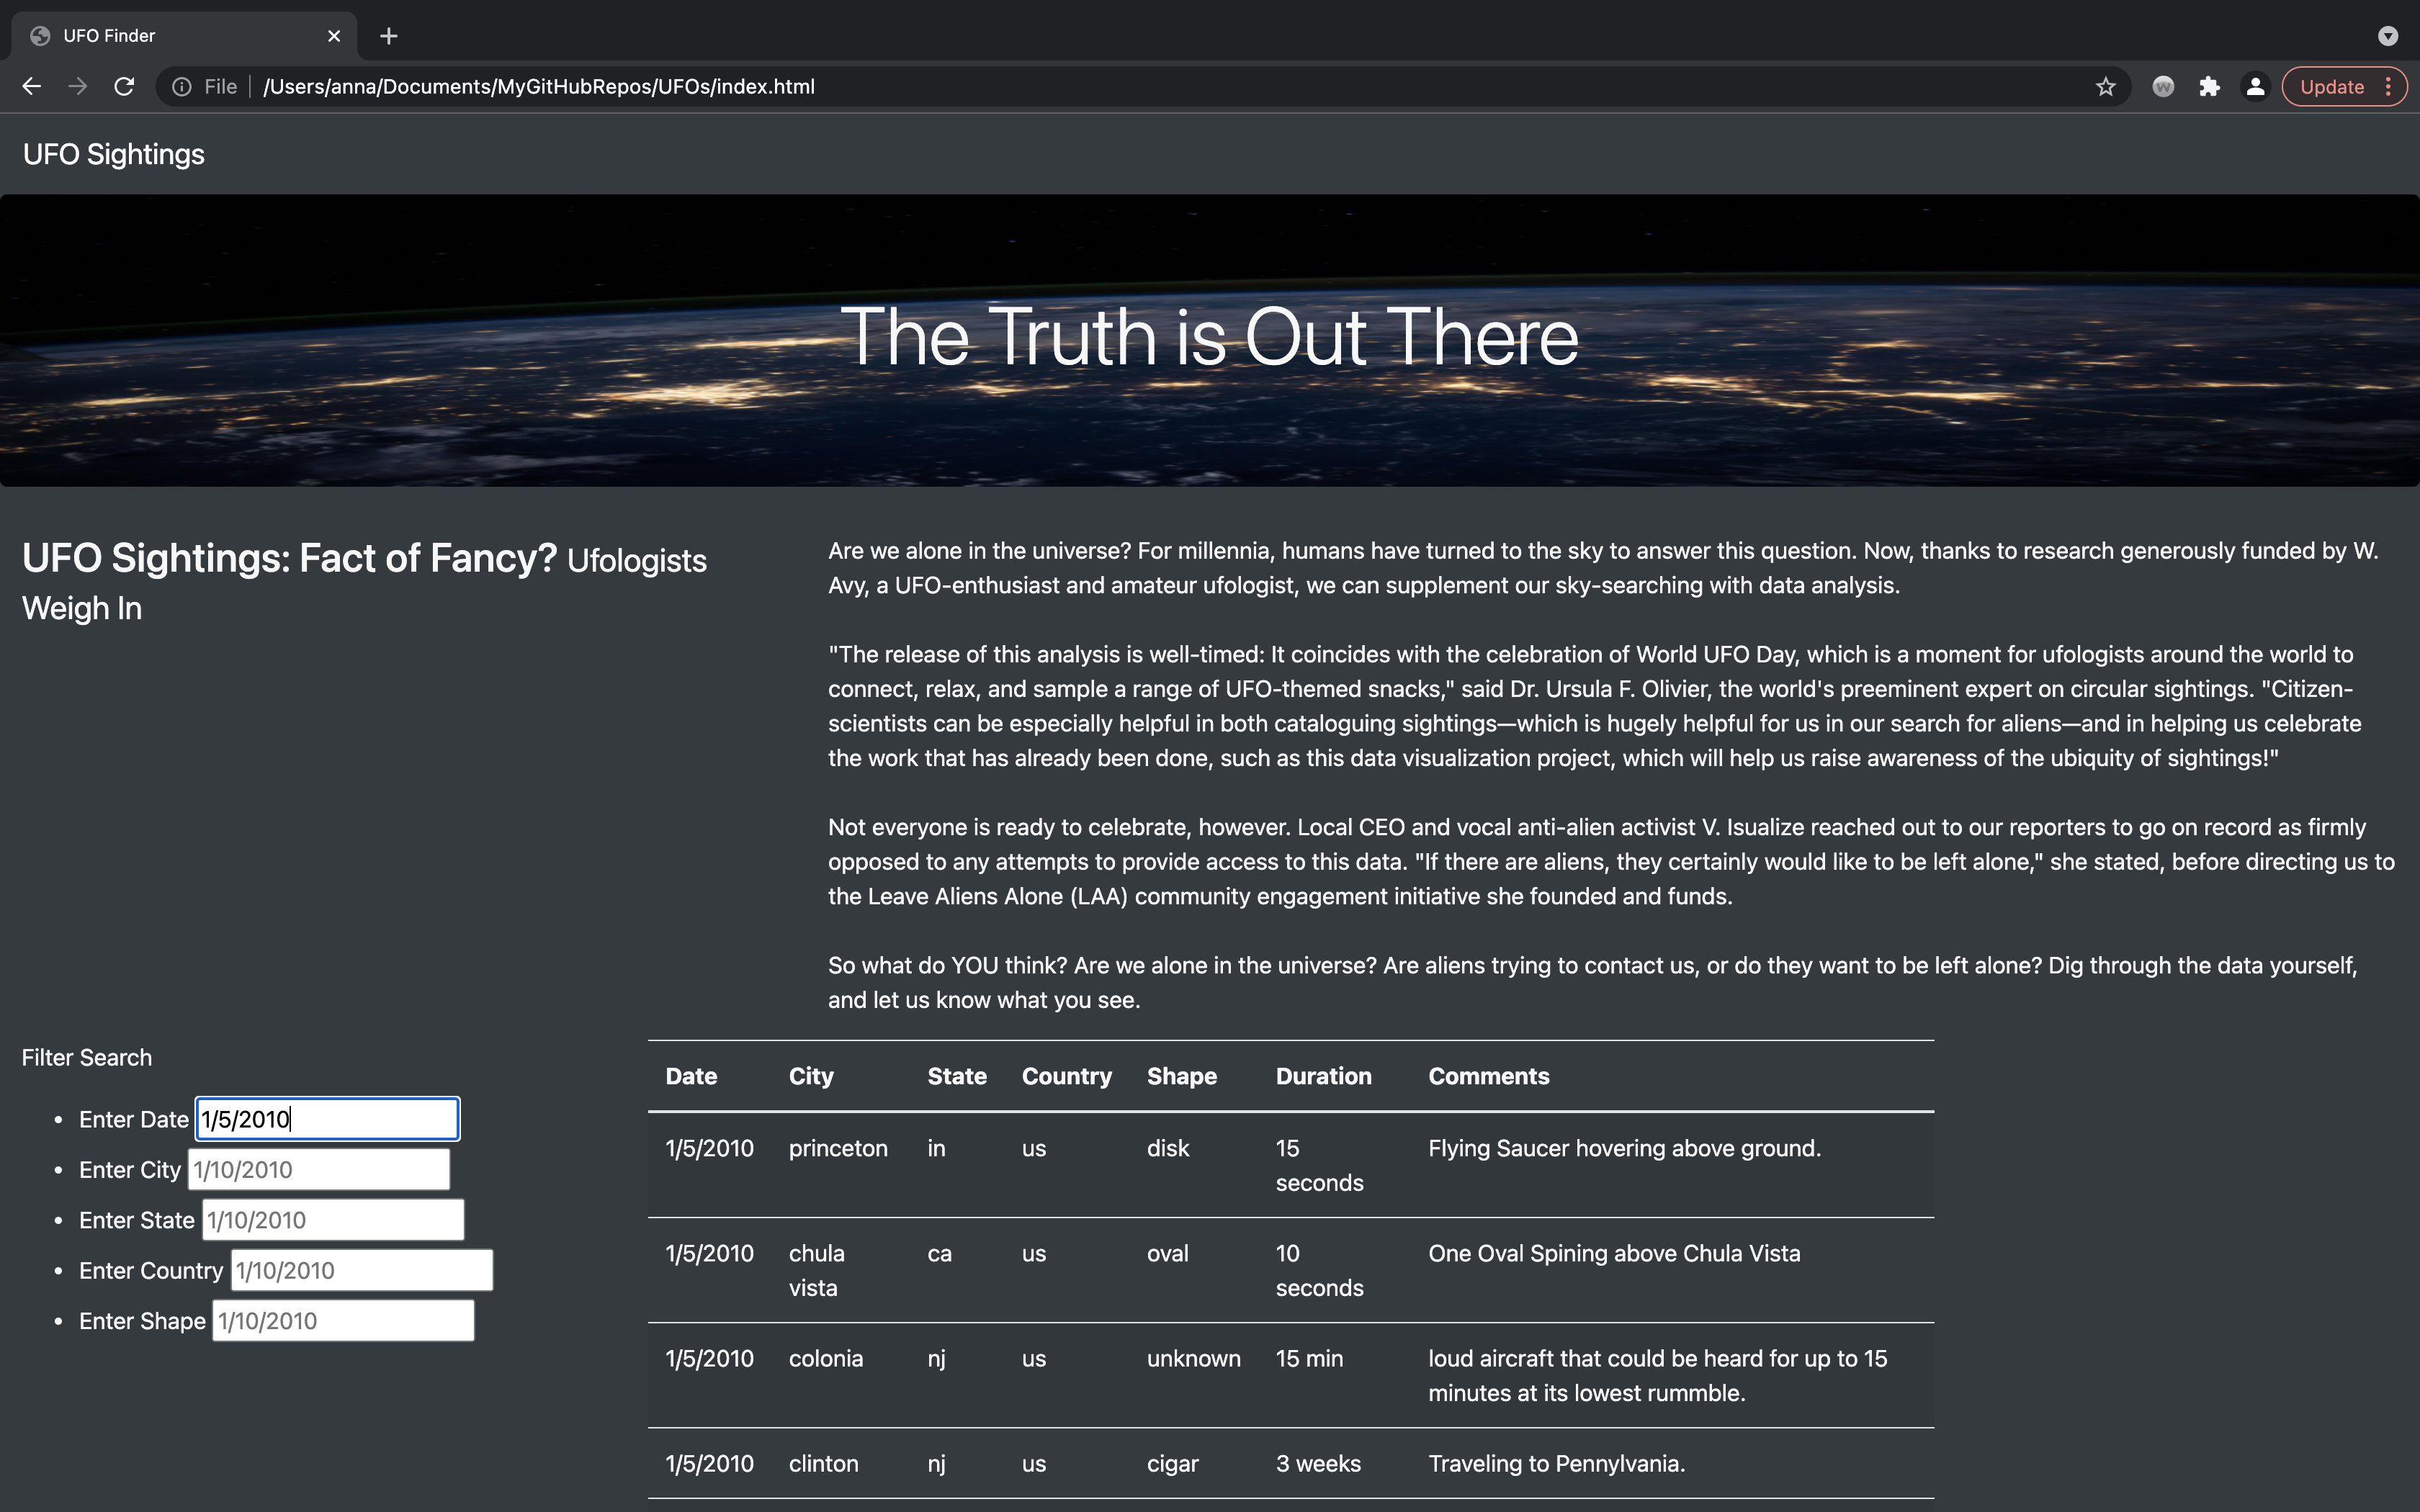 UFO Finder
File
/Users/anna/Documents/MyGitHubRepos/UFOs/index.html
W
Update
UFO Sightings
The Truth is Out There
UFO Sightings: Fact of Fancy? Ufologists
Weigh In
Are we alone in the universe? For millennia, humans have turned to the sky to answer this question. Now, thanks to research generously funded by W.
Avy, a UFO-enthusiast and amateur ufologist, we can supplement our sky-searching with data analysis.
"The release of this analysis is well-timed: It coincides with the celebration of World UFO Day, which is a moment for ufologists around the world to
connect, relax, and sample a range of UFO-themed snacks," said Dr. Ursula F. Olivier, the world's preeminent expert on circular sightings. "Citizen-
scientists can be especially helpful in both cataloguing sightings—which is hugely helpful for us in our search for aliens—and in helping us celebrate
the work that has already been done, such as this data visualization project, which will help us raise awareness of the ubiquity of sightings!"
Not everyone is ready to celebrate, however. Local CEO and vocal anti-alien activist V. Isualize reached out to our reporters to go on record as firmly
opposed to any attempts to provide access to this data. "If there are aliens, they certainly would like to be left alone," she stated, before directing us to
the Leave Aliens Alone (LAA) community engagement initiative she founded and funds.
So what do YOU think? Are we alone in the universe? Are aliens trying to contact us, or do they want to be left alone? Dig through the data yourself,
and let us know what you see.
Filter Search
Enter Date 1/5/2010
Enter City 1/10/2010
Enter State 1/10/2010
Enter Country 1/10/2010
Enter Shape 1/10/2010
Date City State Country Shape Duration Comments
1/5/2010 princeton in us disk 15 Flying Saucer hovering above ground.
seconds
1/5/2010 chula ca us oval 10 One Oval Spining above Chula Vista
vista seconds
1/5/2010 colonia nj us unknown 15 min loud aircraft that could be heard for up to 15
minutes at its lowest rummble.
1/5/2010 clinton nj us cigar 3 weeks Traveling to Pennylvania.